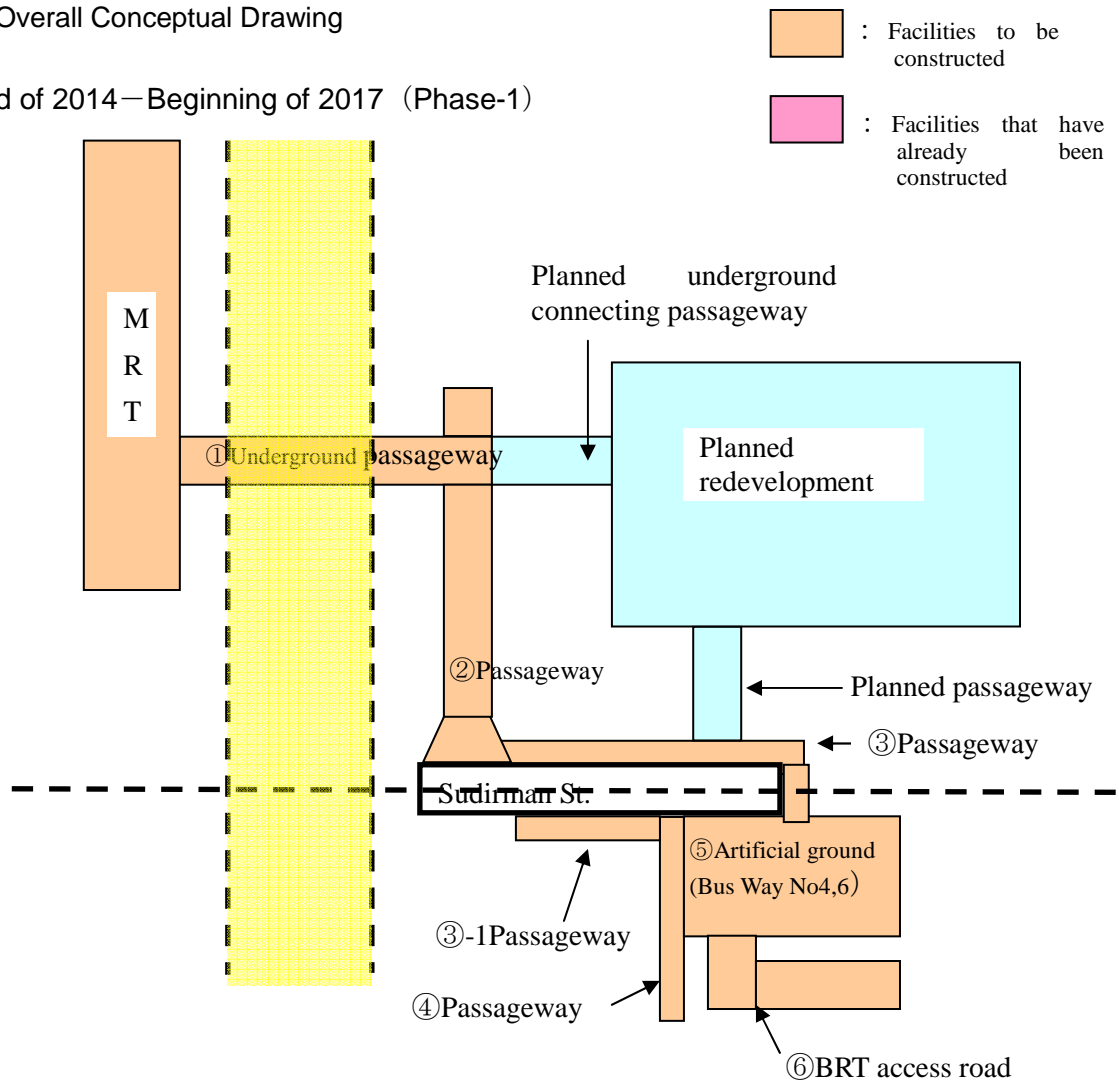 Overall Conceptual Drawing
: Facilities to be
constructed
d of 2014－Beginning of 2017（Phase-1）
: Facilities that have
already been
constructed
Planned underground
connecting passageway
M
R
T
①Underground passageway
Planned
redevelopment
②Passageway
Planned passageway
③Passageway
Sudirman St.
⑤Artificial ground
(Bus Way No4,6）
③-1Passageway
④Passageway
⑥BRT access road